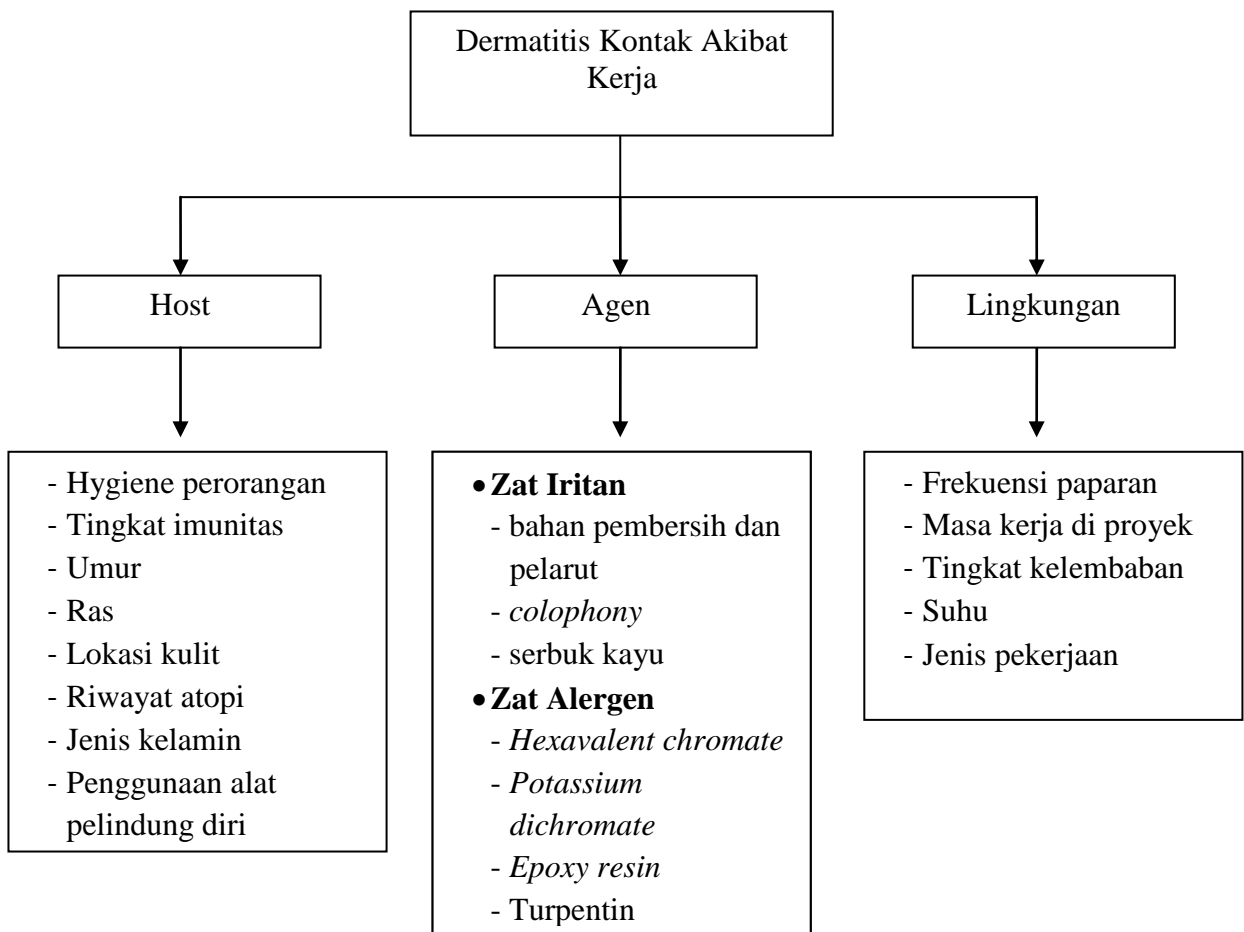 Dermatitis Kontak Akibat
Kerja
Host
Agen
Lingkungan
- Hygiene perorangan
- Tingkat imunitas
- Umur
- Ras
- Lokasi kulit
- Riwayat atopi
- Jenis kelamin
- Penggunaan alat
pelindung diri
• Zat Iritan
- bahan pembersih dan
pelarut
- colophony
- serbuk kayu
• Zat Alergen
- Hexavalent chromate
- Potassium
dichromate
- Epoxy resin
- Turpentin
- Frekuensi paparan
- Masa kerja di proyek
- Tingkat kelembaban
- Suhu
- Jenis pekerjaan